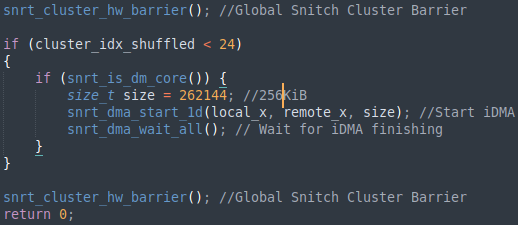 snrt_cluster_hw_barrier(); //Global Snitch Cluster Barrier
if (cluster_idx_shuffled < 24)
{
if (snrt_is_dm_core()) {
size_t size = 262144; //256KiB
snrt_dma_start_1d(local_x, remote_x, size); //Start iDMA
snrt_dma_wait_all(); // Wait for iDMA finishing
}
}
snrt_cluster_hw_barrier(); //Global Snitch Cluster Barrier
return 0;